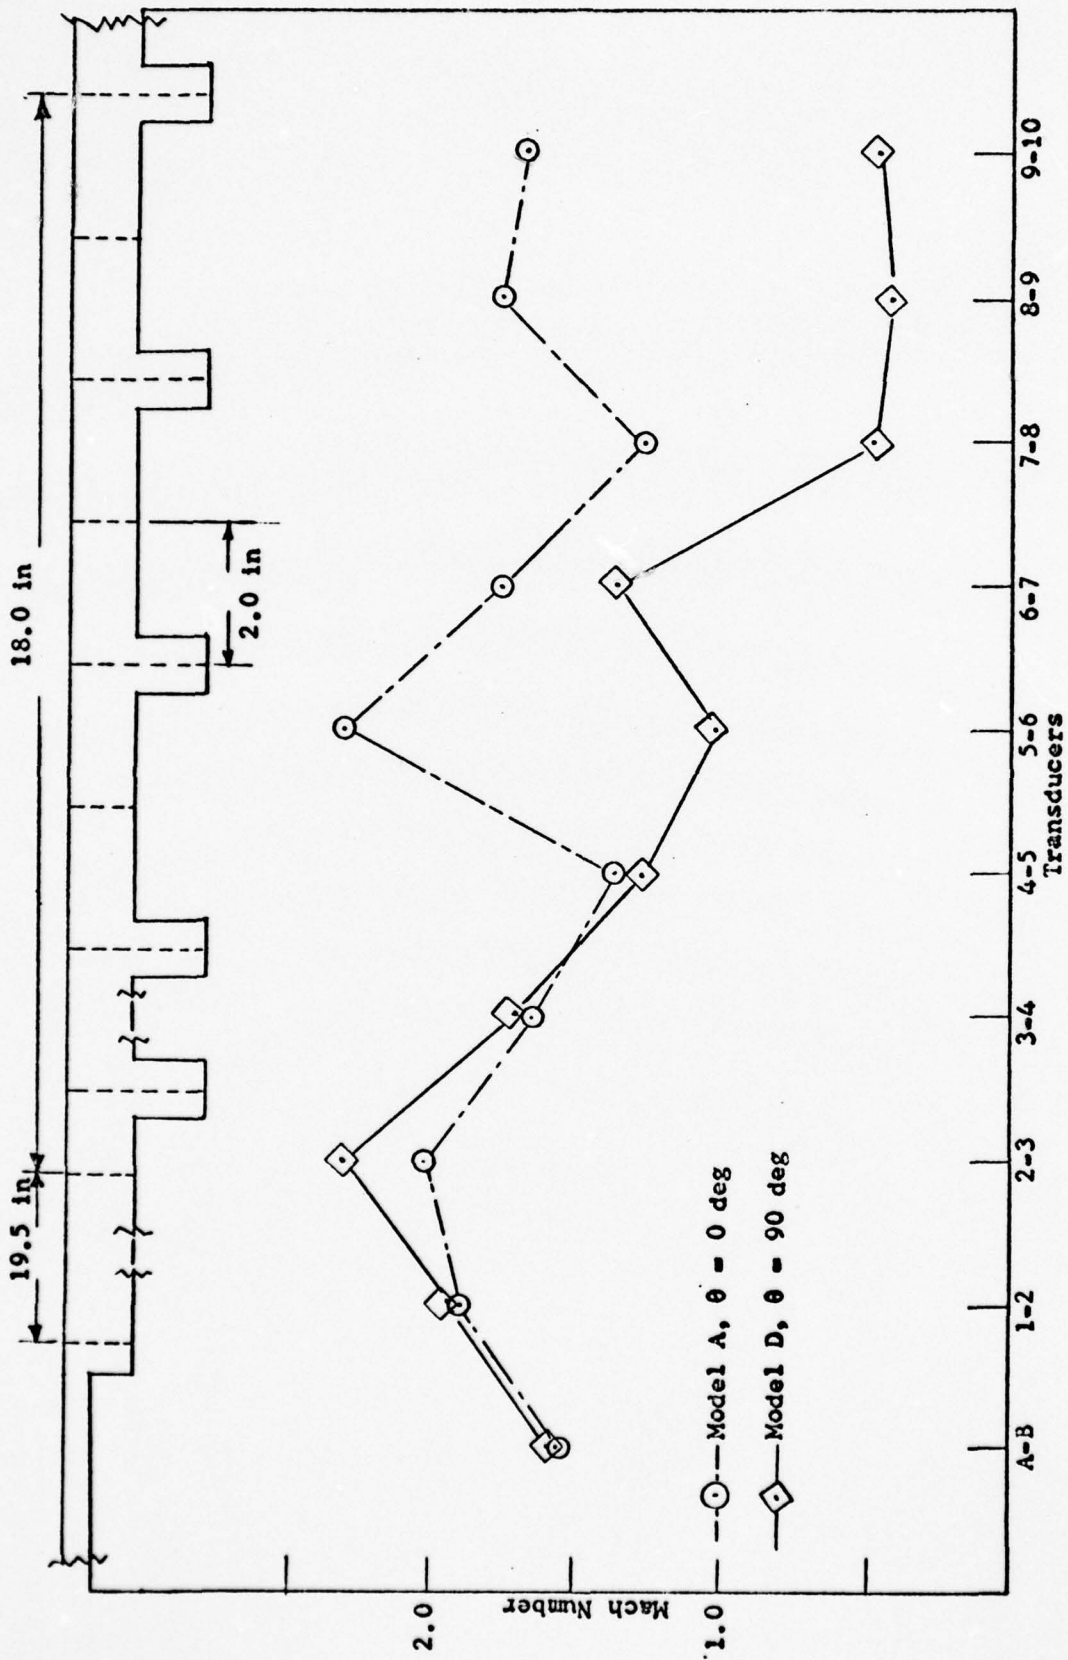 19.5 in
18.0 in
2.0 in
Mach Number
2.0
1.0
Model A, θ = 0 deg
Model D, θ = 90 deg
A-B
1-2
2-3
3-4
4-5
5-6
6-7
7-8
8-9
9-10
Transducers